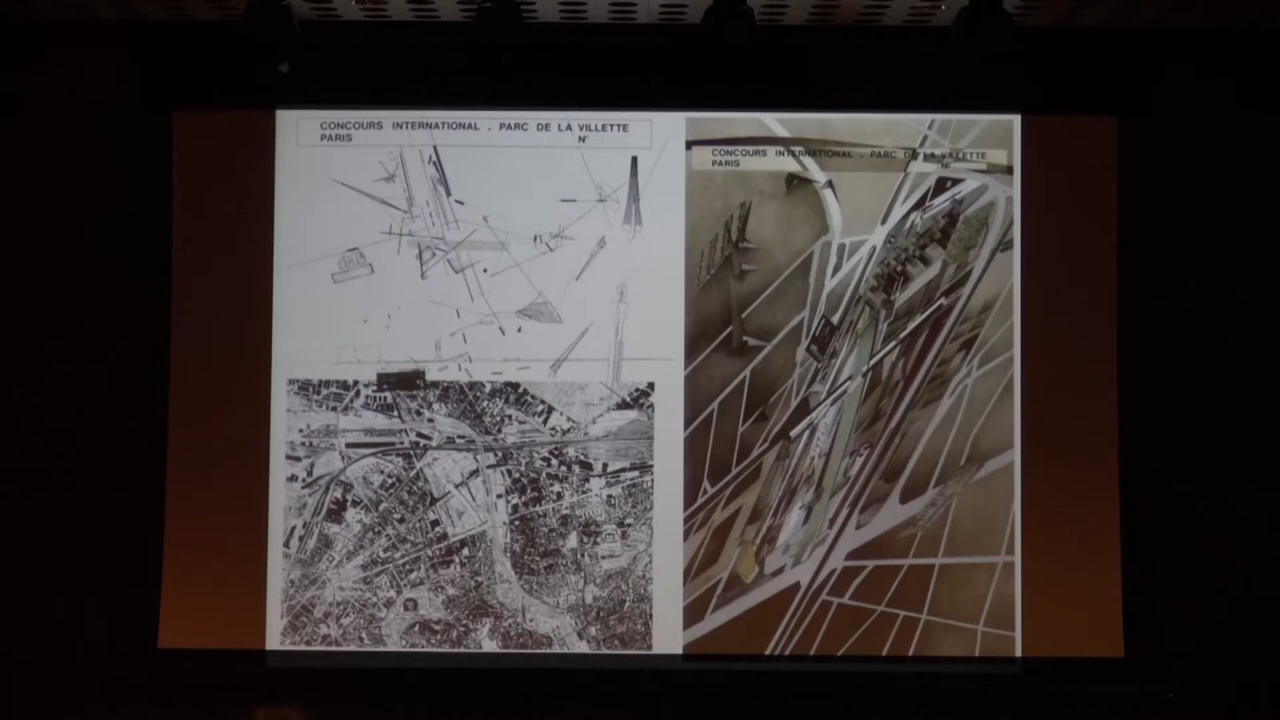 CONCOURS INTERNATIONAL . PARC DE LA VILLETTE
PARIS N°
CONCOURS INTERNATIONAL . PARC DE LA VILLETTE
PARIS N°